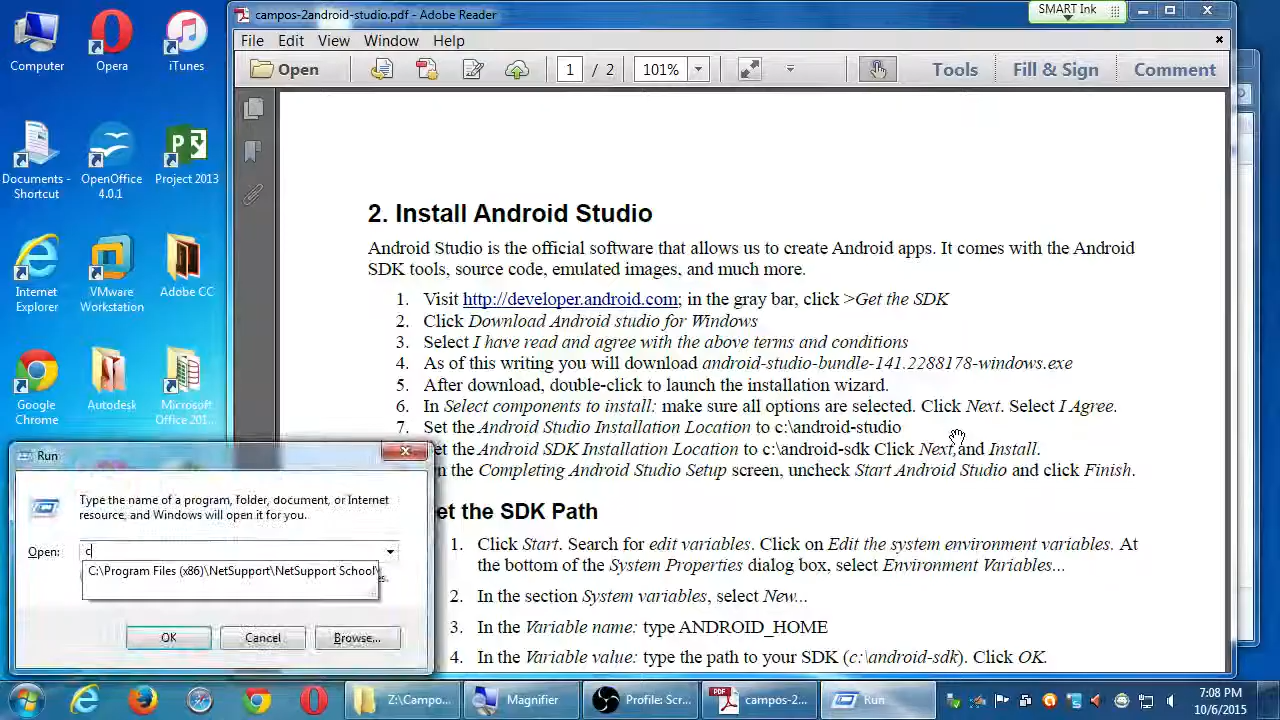 campos-2android-studio.pdf - Adobe Reader
SMART Ink
File Edit View Window Help
Open
1 / 2
101%
Tools
Fill & Sign
Comment
Computer
Opera
iTunes
Documents - Shortcut
OpenOffice 4.0.1
Project 2013
Internet Explorer
VMware Workstation
Adobe CC
Google Chrome
Autodesk
Microsoft Office 201...
2. Install Android Studio
Android Studio is the official software that allows us to create Android apps. It comes with the Android
SDK tools, source code, emulated images, and much more.
1. Visit http://developer.android.com; in the gray bar, click >Get the SDK
2. Click Download Android studio for Windows
3. Select I have read and agree with the above terms and conditions
4. As of this writing you will download android-studio-bundle-141.2288178-windows.exe
5. After download, double-click to launch the installation wizard.
6. In Select components to install: make sure all options are selected. Click Next. Select I Agree.
7. Set the Android Studio Installation Location to c:\android-studio
et the Android SDK Installation Location to c:\android-sdk Click Next and Install.
n the Completing Android Studio Setup screen, uncheck Start Android Studio and click Finish.
et the SDK Path
1. Click Start. Search for edit variables. Click on Edit the system environment variables. At
the bottom of the System Properties dialog box, select Environment Variables...
2. In the section System variables, select New...
3. In the Variable name: type ANDROID_HOME
4. In the Variable value: type the path to your SDK (c:\android-sdk). Click OK.
Run
Type the name of a program, folder, document, or Internet
resource, and Windows will open it for you.
Open: c
C:\Program Files (x86)\NetSupport\NetSupport School\
OK
Cancel
Browse...
Z:\Campo...
Magnifier
Profile: Scr...
campos-2...
Run
7:08 PM
10/6/2015